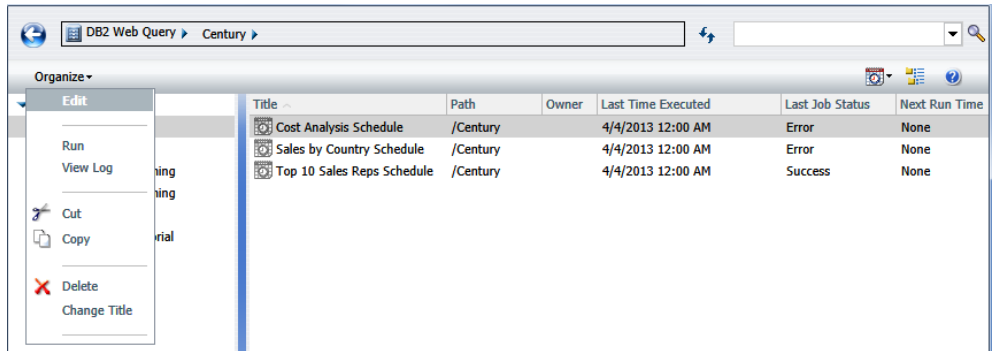 DB2 Web Query Century
Organize
Edit
Run
View Log
Cut
Copy
Delete
Change Title
ning
ning
rial
Title Path Owner Last Time Executed Last Job Status Next Run Time
Cost Analysis Schedule /Century 4/4/2013 12:00 AM Error None
Sales by Country Schedule /Century 4/4/2013 12:00 AM Error None
Top 10 Sales Reps Schedule /Century 4/4/2013 12:00 AM Success None